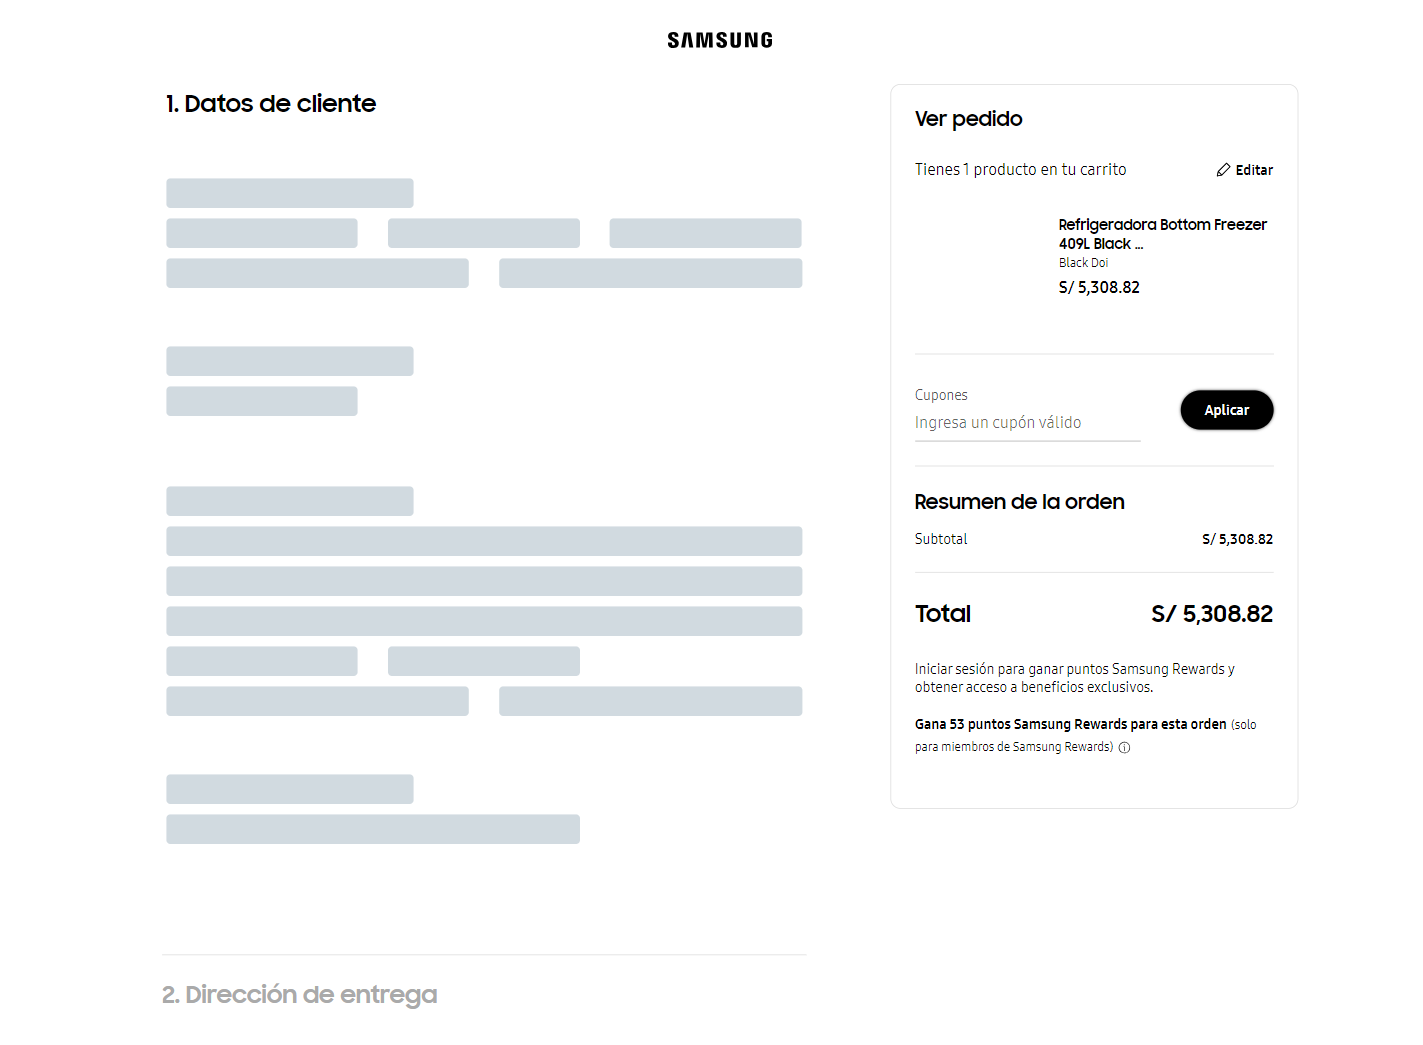 SAMSUNG
1. Datos de cliente
2. Dirección de entrega
Ver pedido
Tienes 1 producto en tu carrito
Editar
Refrigeradora Bottom Freezer
409L Black ...
Black Doi
S/ 5,308.82
Cupones
Ingresa un cupón válido
Aplicar
Resumen de la orden
Subtotal S/ 5,308.82
Total S/ 5,308.82
Iniciar sesión para ganar puntos Samsung Rewards y
obtener acceso a beneficios exclusivos.
Gana 53 puntos Samsung Rewards para esta orden (solo
para miembros de Samsung Rewards)